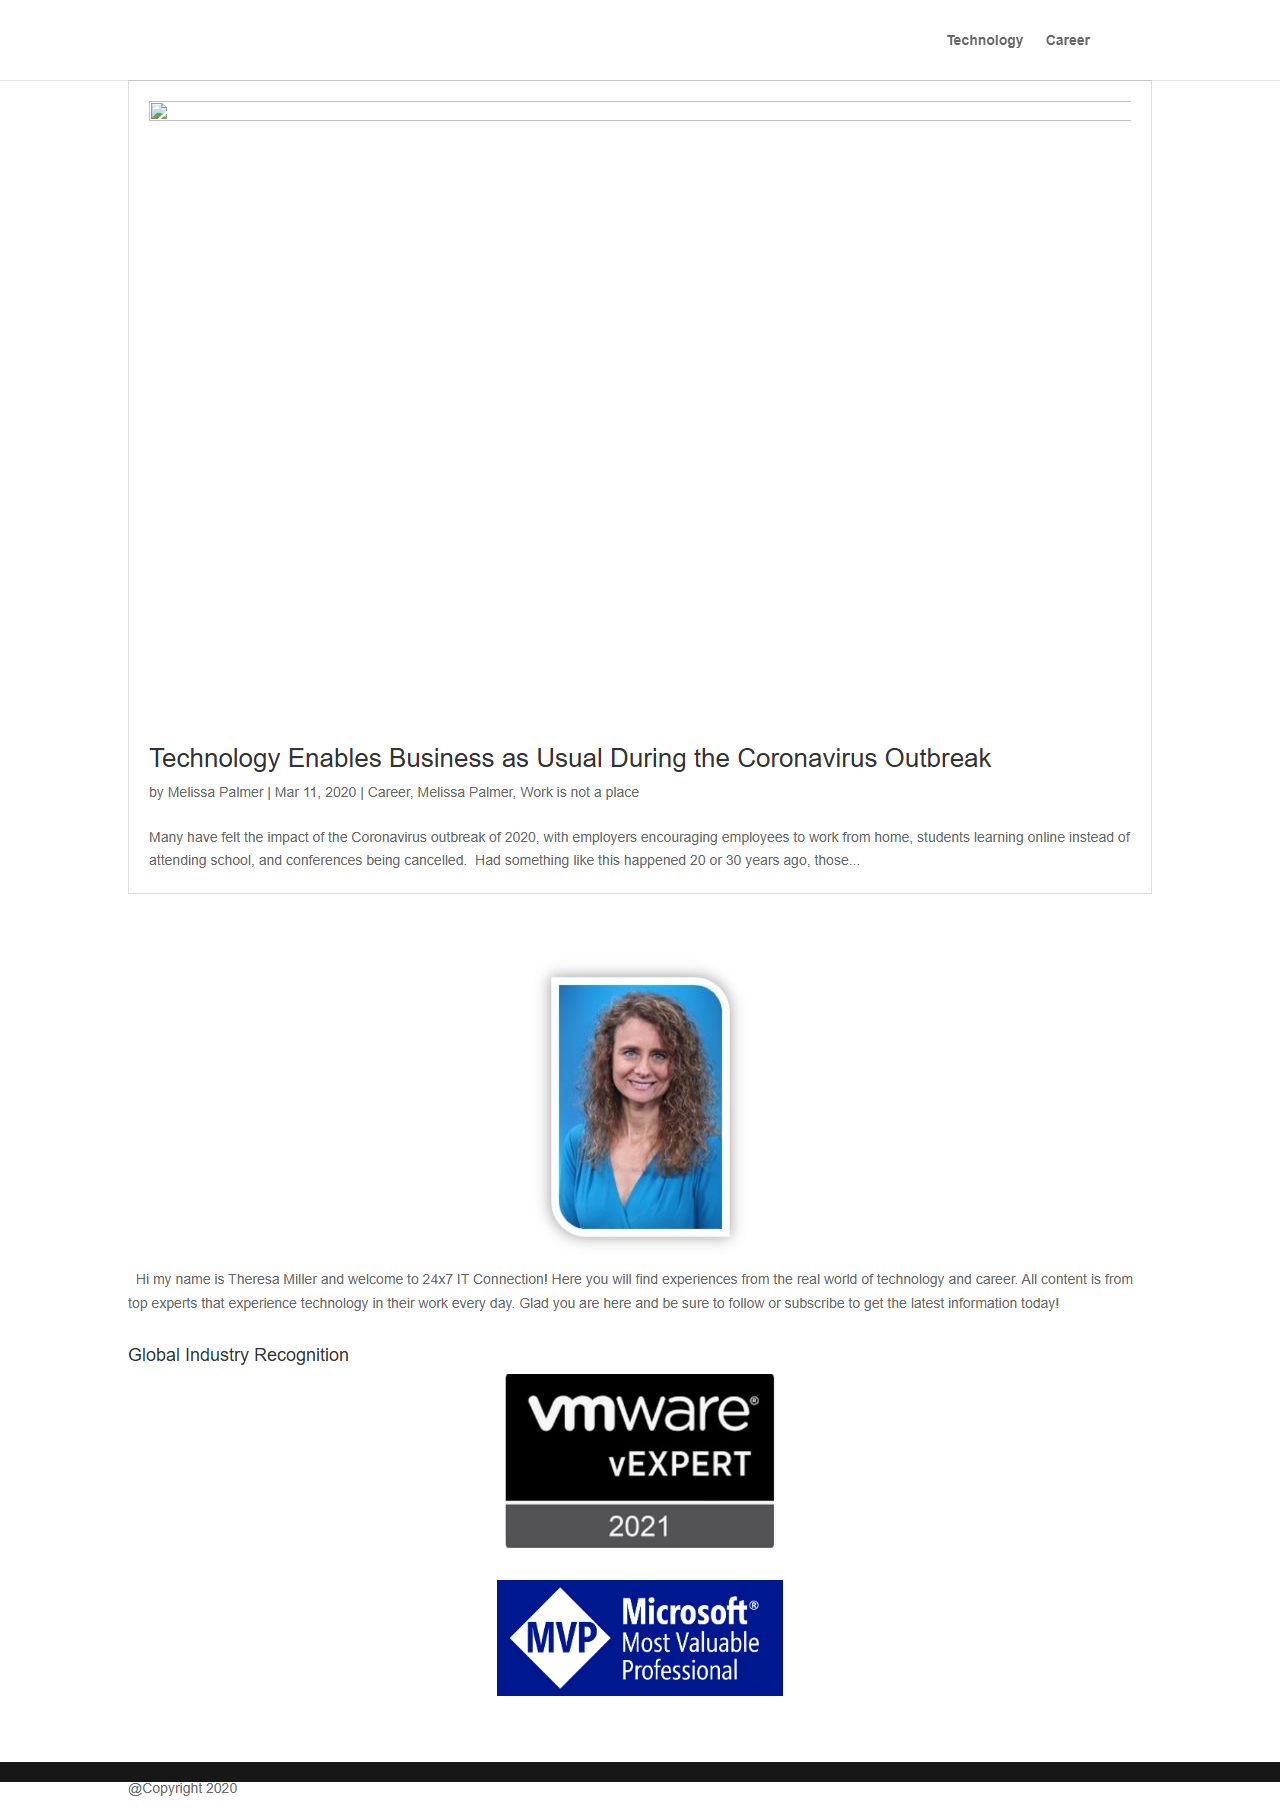 Technology Career
Technology Enables Business as Usual During the Coronavirus Outbreak
by Melissa Palmer | Mar 11, 2020 | Career, Melissa Palmer, Work is not a place
Many have felt the impact of the Coronavirus outbreak of 2020, with employers encouraging employees to work from home, students learning online instead of
attending school, and conferences being cancelled.  Had something like this happened 20 or 30 years ago, those...
Hi my name is Theresa Miller and welcome to 24x7 IT Connection! Here you will find experiences from the real world of technology and career. All content is from
top experts that experience technology in their work every day. Glad you are here and be sure to follow or subscribe to get the latest information today!
Global Industry Recognition
vmware®
vEXPERT
2021
MVP
Microsoft®
Most Valuable
Professional
@Copyright 2020